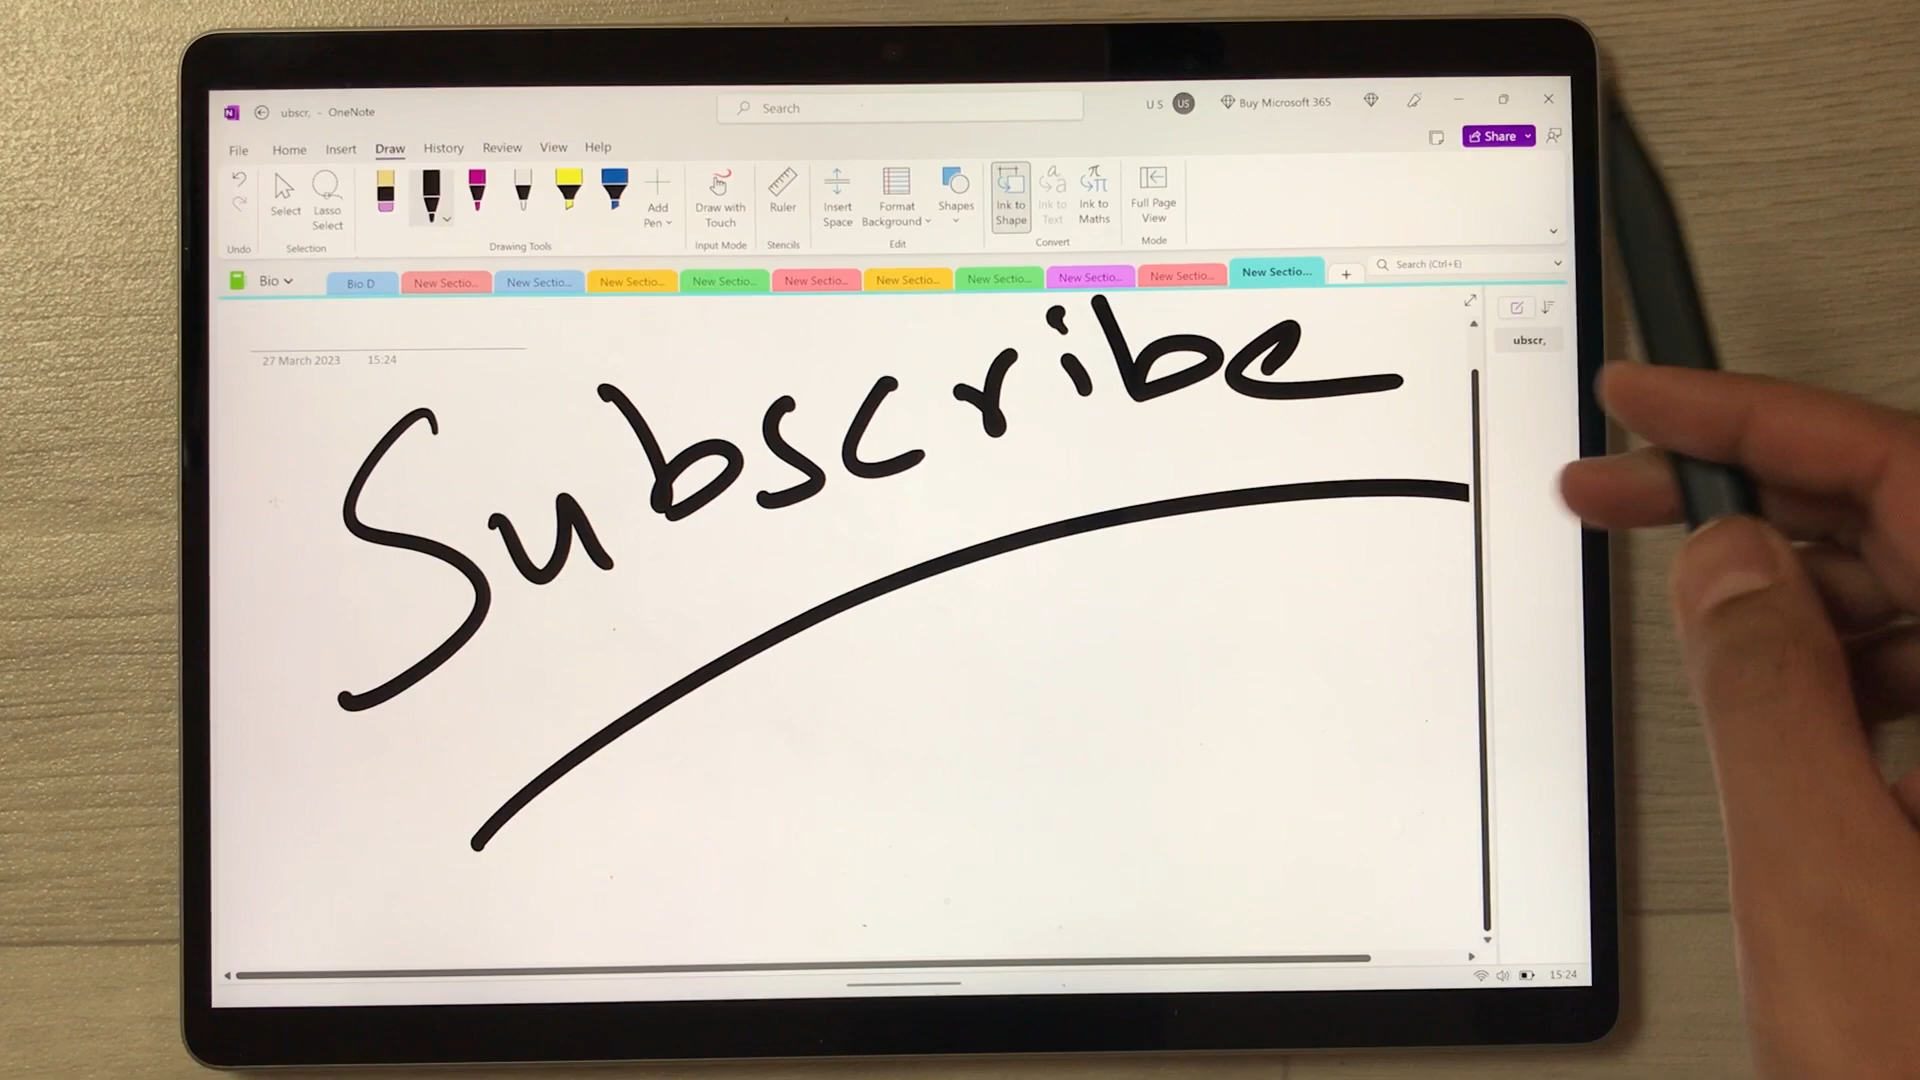 ubscr, - OneNote
Search
U S
US
Buy Microsoft 365
File Home Insert Draw History Review View Help
Share
Undo
Select
Lasso Select
Selection
Drawing Tools
Add Pen
Draw with Touch
Input Mode
Ruler
Stencils
Insert Space
Format Background
Shapes
Edit
Ink to Shape
Ink to Text
Ink to Maths
Convert
Full Page View
Mode
Bio
Bio D
New Sectio...
New Sectio...
New Sectio...
New Sectio...
New Sectio...
New Sectio...
New Sectio...
New Sectio...
New Sectio...
New Sectio...
Search (Ctrl+E)
ubscr,
27 March 2023 15:24
Subscribe
15:24